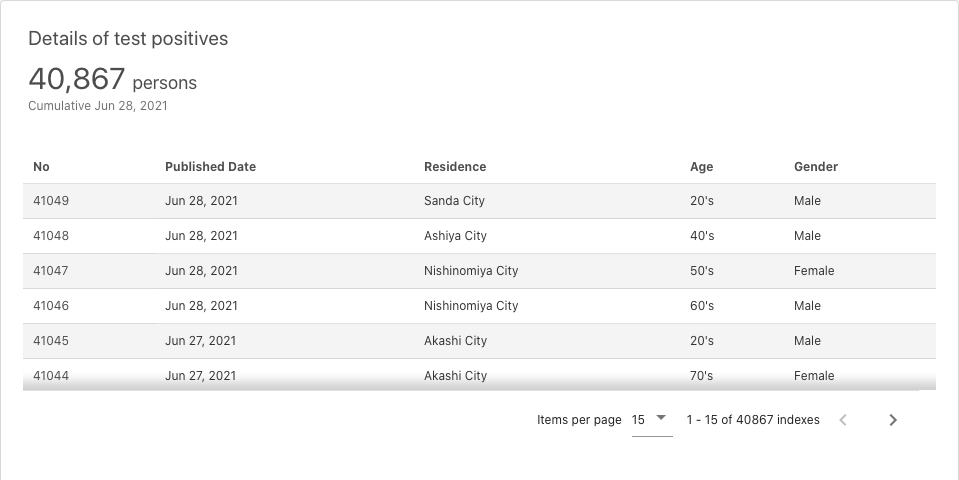 Details of test positives
40,867 persons
Cumulative Jun 28, 2021
No Published Date Residence Age Gender
41049 Jun 28, 2021 Sanda City 20's Male
41048 Jun 28, 2021 Ashiya City 40's Male
41047 Jun 28, 2021 Nishinomiya City 50's Female
41046 Jun 28, 2021 Nishinomiya City 60's Male
41045 Jun 27, 2021 Akashi City 20's Male
41044 Jun 27, 2021 Akashi City 70's Female
Items per page 15 1 - 15 of 40867 indexes